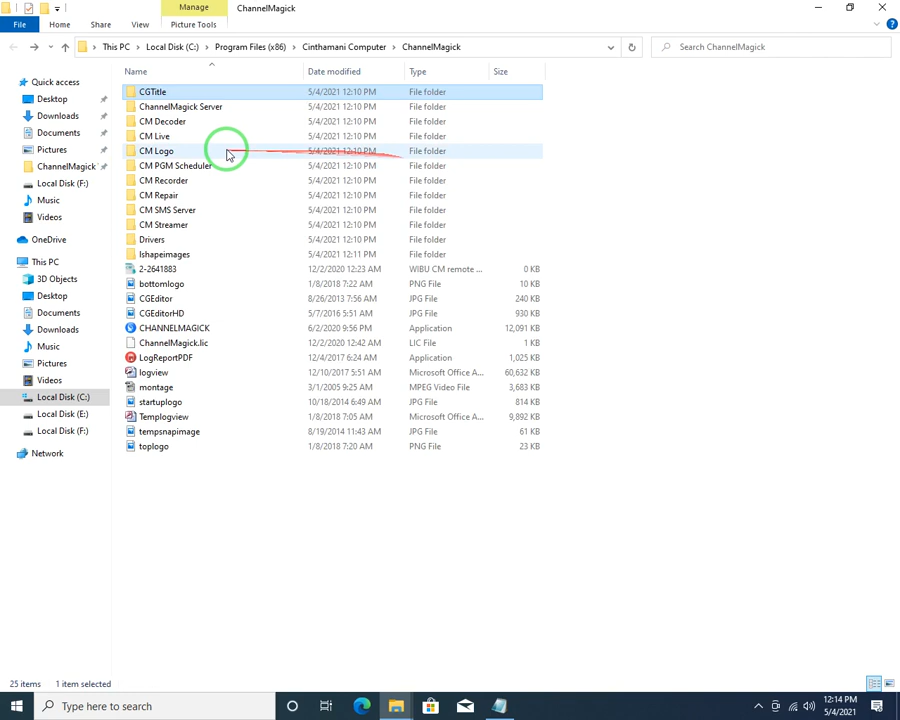 Manage
ChannelMagick
File
Home
Share
View
Picture Tools
This PC
Local Disk (C:)
Program Files (x86)
Cinthamani Computer
ChannelMagick
Search ChannelMagick
Name
Date modified
Type
Size
Quick access
Desktop
Downloads
Documents
Pictures
ChannelMagick
Local Disk (F:)
Music
Videos
OneDrive
This PC
3D Objects
Desktop
Documents
Downloads
Music
Pictures
Videos
Local Disk (C:)
Local Disk (E:)
Local Disk (F:)
Network
CGTitle 5/4/2021 12:10 PM File folder
ChannelMagick Server 5/4/2021 12:10 PM File folder
CM Decoder 5/4/2021 12:10 PM File folder
CM Live 5/4/2021 12:10 PM File folder
CM Logo 5/4/2021 12:10 PM File folder
CM PGM Scheduler 5/4/2021 12:10 PM File folder
CM Recorder 5/4/2021 12:10 PM File folder
CM Repair 5/4/2021 12:10 PM File folder
CM SMS Server 5/4/2021 12:10 PM File folder
CM Streamer 5/4/2021 12:10 PM File folder
Drivers 5/4/2021 12:10 PM File folder
lshapeimages 5/4/2021 12:11 PM File folder
2-2641883 12/2/2020 12:23 AM WIBU CM remote ... 0 KB
bottomlogo 1/8/2018 7:22 AM PNG File 10 KB
CGEditor 8/26/2013 7:56 AM JPG File 240 KB
CGEditorHD 5/7/2016 5:51 AM JPG File 930 KB
CHANNELMAGICK 6/2/2020 9:56 PM Application 12,091 KB
ChannelMagick.lic 12/2/2020 12:42 AM LIC File 1 KB
LogReportPDF 12/4/2017 6:24 AM Application 1,025 KB
logview 12/10/2017 5:51 AM Microsoft Office A... 60,632 KB
montage 3/1/2005 9:25 AM MPEG Video File 3,683 KB
startuplogo 10/18/2014 6:49 AM JPG File 814 KB
Templogview 1/8/2018 7:05 AM Microsoft Office A... 9,892 KB
tempsnapimage 8/19/2014 11:43 AM JPG File 61 KB
toplogo 1/8/2018 7:20 AM PNG File 23 KB
25 items 1 item selected
Type here to search
12:14 PM
5/4/2021